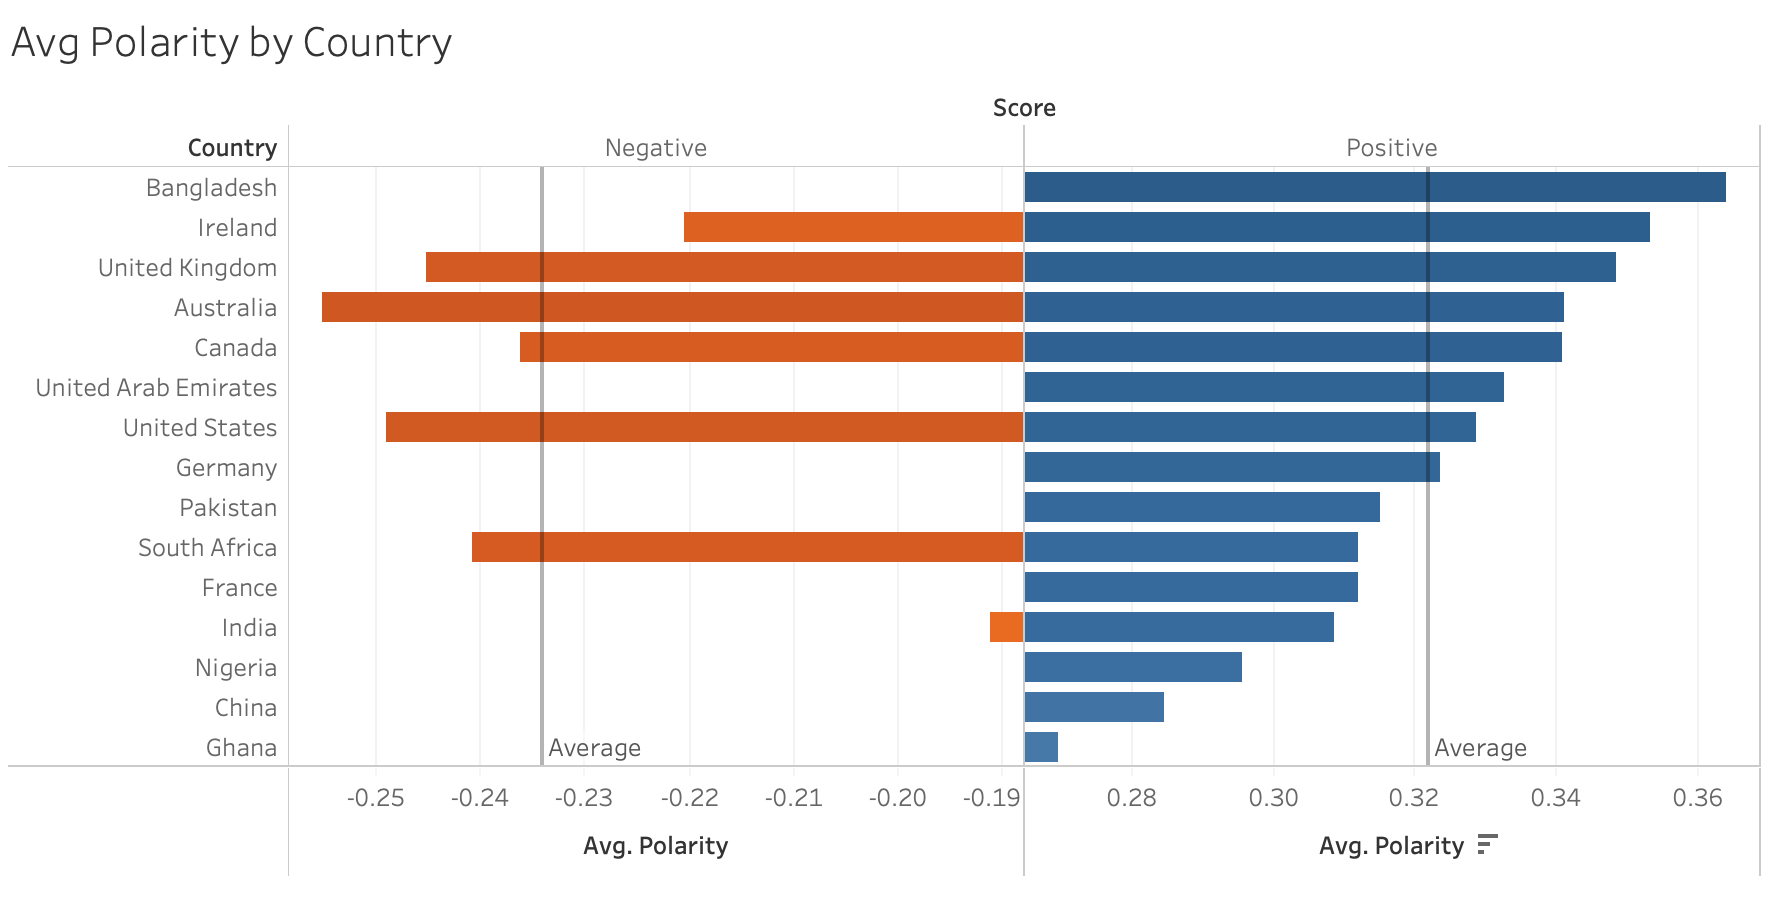 Avg Polarity by Country
Score
Country Negative Positive
Bangladesh
Ireland
United Kingdom
Australia
Canada
United Arab Emirates
United States
Germany
Pakistan
South Africa
France
India
Nigeria
China
Ghana Average Average
-0.25 -0.24 -0.23 -0.22 -0.21 -0.20 -0.19 0.28 0.30 0.32 0.34 0.36
Avg. Polarity Avg. Polarity